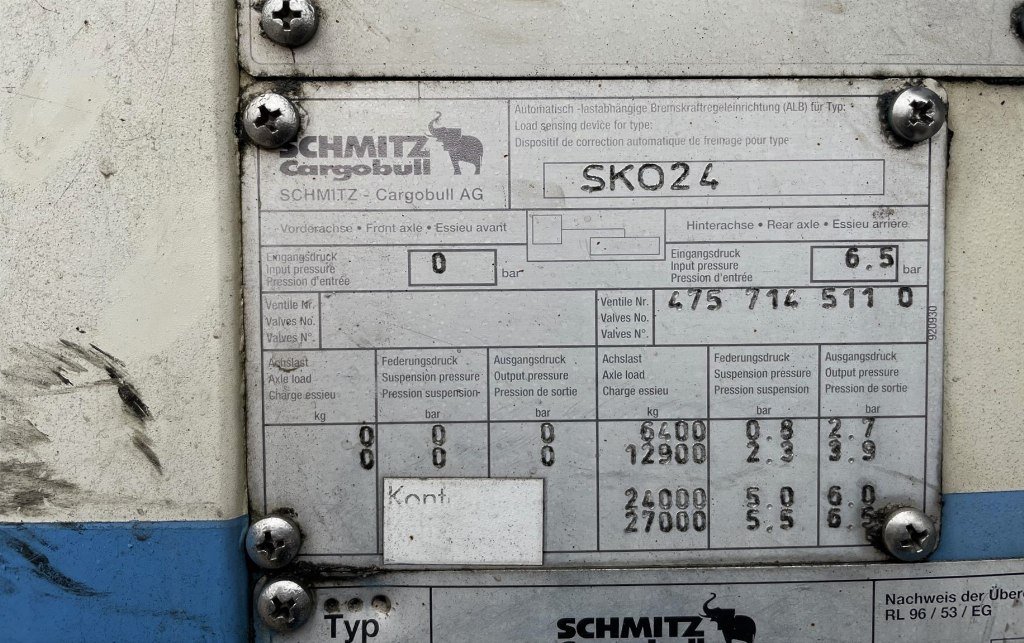 Automatisch -lastabhängige Bremskraftregeleinrichtung (ALB) für Typ:
Load sensing device for type:
Dispositif de correction automatique de freinage pour type
SCHMITZ
Cargobull
SCHMITZ - Cargobull AG
SKO24
Vorderachse • Front axle • Essieu avant
Hinterachse • Rear axle • Essieu arrière
Eingangsdruck
Input pressure
Pression d'entrée
0 bar
Eingangsdruck
Input pressure
Pression d'entrée
6.5 bar
Ventile Nr.
Valves No.
Valves N°.
Ventile Nr.
Valves No.
Valves N°.
475 714 511 0
920930
Achslast
Axle load
Charge essieu
kg
Federungsdruck
Suspension pressure
Pression suspension
bar
Ausgangsdruck
Output pressure
Pression de sortie
bar
Achslast
Axle load
Charge essieu
kg
Federungsdruck
Suspension pressure
Pression suspension
bar
Ausgangsdruck
Output pressure
Pression de sortie
bar
0 0 0 6400 0.8 2.7
0 0 0 12900 2.3 3.9
24000 5.0 6.0
27000 5.5
Typ
SCHMITZ
Cargobull
Nachweis der
RL 96 / 53 / EG